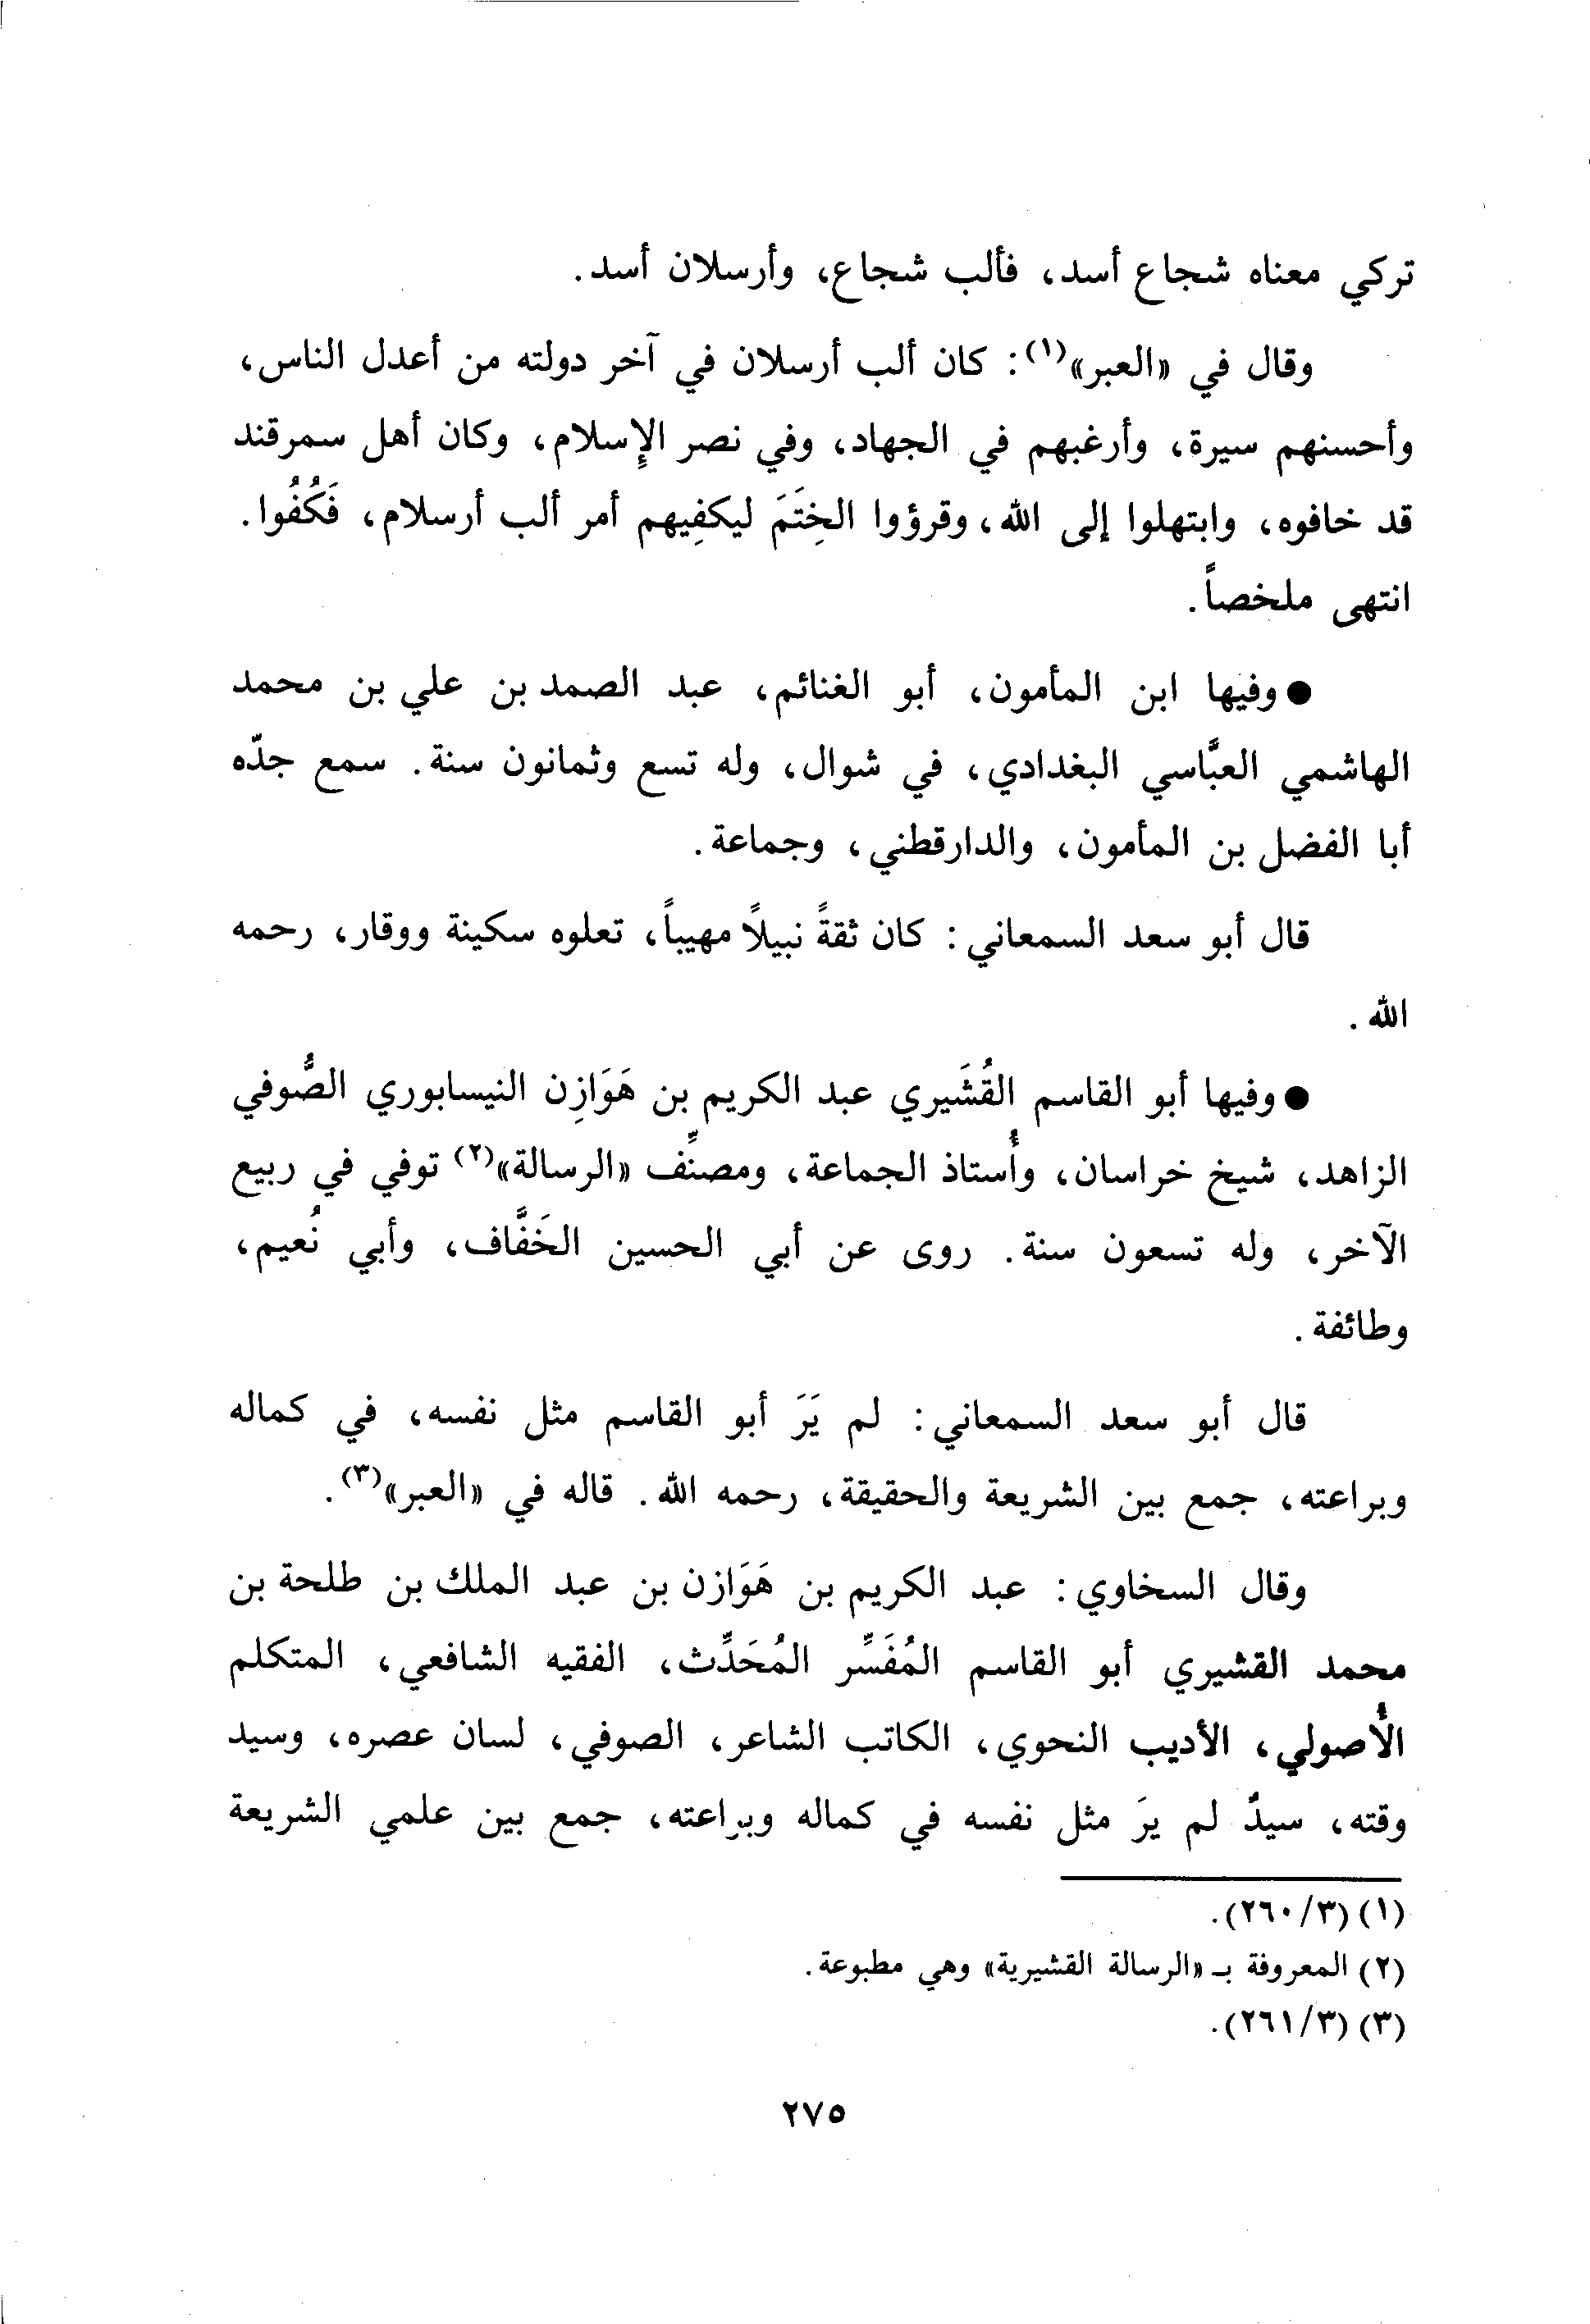 تركي معناه شجاع أسد، فألب شجاع، وأرسلان أسد.
وقال في «العبر»(١): كان ألب أرسلان في آخر دولته من أعدل الناس،
وأحسنهم سيرة، وأرغبهم في الجهاد، وفي نصر الإسلام، وكان أهل سمرقند
قد خافوه، وابتهلوا إلى الله، وقرؤوا الخِتَمَ ليكفِيهم أمر ألب أرسلام، فَكُفُوا.
انتهى ملخصاً.
● وفيها ابن المأمون، أبو الغنائم، عبد الصمد بن علي بن محمد
الهاشمي العبَّاسي البغدادي، في شوال، وله تسع وثمانون سنة. سمع جدّه
أبا الفضل بن المأمون، والدارقطني، وجماعة.
قال أبو سعد السمعاني: كان ثقةً نبيلاً مهيباً، تعلوه سكينة ووقار، رحمه
الله.
● وفيها أبو القاسم القُشَيري عبد الكريم بن هَوَازِن النيسابوري الصُّوفي
الزاهد، شيخ خراسان، وأُستاذ الجماعة، ومصنِّف «الرسالة»(٢) توفي في ربيع
الآخر، وله تسعون سنة. روى عن أبي الحسين الخَفَّاف، وأبي نُعيم،
وطائفة.
قال أبو سعد السمعاني: لم يَرَ أبو القاسم مثل نفسه، في كماله
وبراعته، جمع بين الشريعة والحقيقة، رحمه الله. قاله في «العبر»(٣).
وقال السخاوي: عبد الكريم بن هَوَازن بن عبد الملك بن طلحة بن
محمد القشيري أبو القاسم المُفَسِّر المُحَدِّث، الفقيه الشافعي، المتكلم
الأُصولي، الأديب النحوي، الكاتب الشاعر، الصوفي، لسان عصره، وسيد
وقته، سيدٌ لم يرَ مثل نفسه في كماله وبراعته، جمع بين علمي الشريعة
(١) (٣/٢٦٠).
(٢) المعروفة بـ «الرسالة القشيرية» وهي مطبوعة.
(٣) (٣/٢٦١).
٢٧٥